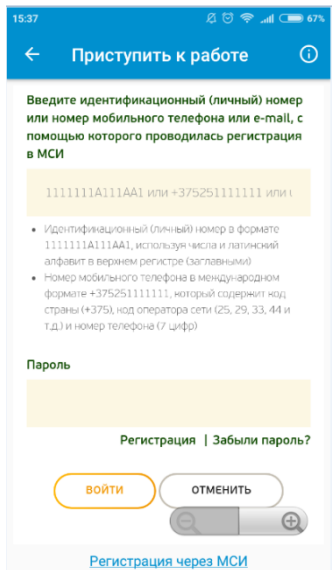 15:37
67%
Приступить к работе
Введите идентификационный (личный) номер
или номер мобильного телефона или e-mail, с
помощью которого проводилась регистрация
в МСИ
1111111A111AA1 или +375251111111 или
Идентификационный (личный) номер в формате
1111111A111AA1, используя числа и латинский
алфавит в верхнем регистре (заглавными)
Номер мобильного телефона в международном
формате +375251111111, который содержит код
страны (+375), код оператора сети (25, 29, 33, 44 и
т.д.) и номер телефона (7 цифр)
Пароль
Регистрация | Забыли пароль?
ВОЙТИ
ОТМЕНИТЬ
Регистрация через МСИ